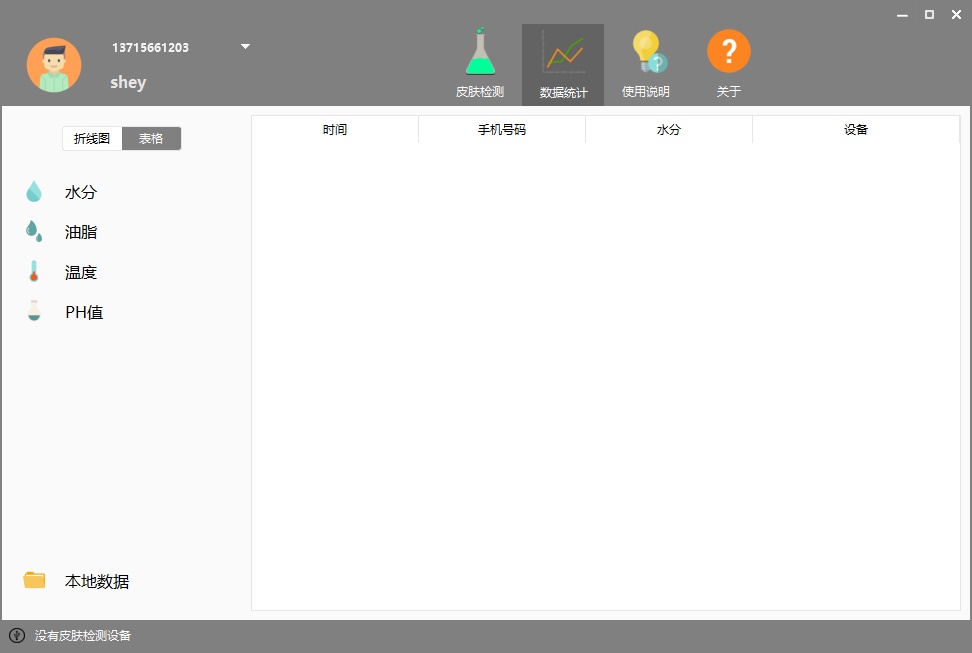 13715661203
shey
皮肤检测
数据统计
使用说明
?
关于
折线图 表格
时间 手机号码 水分 设备
水分
油脂
温度
PH值
本地数据
没有皮肤检测设备